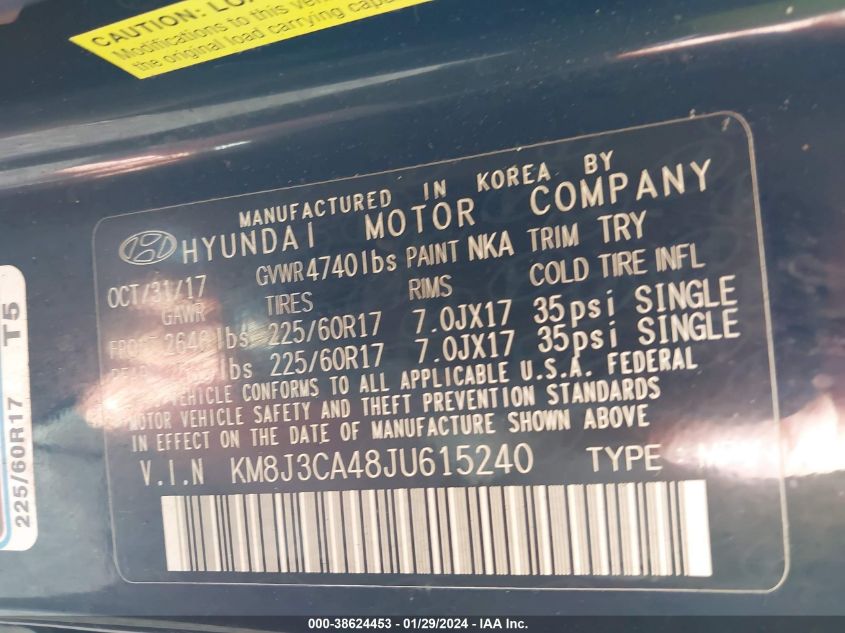 CAUTION: LO
Modifications to this vehicle
the original load carrying capa
MANUFACTURED IN KOREA BY
HYUNDAI MOTOR COMPANY
OCT/31/17 GVWR 4740lbs PAINT NKA TRIM TRY
GAWR TIRES RIMS COLD TIRE INFL
FRONT lbs 225/60R17 7.0JX17 35psi SINGLE
lbs 225/60R17 7.0JX17 35psi SINGLE
VEHICLE CONFORMS TO ALL APPLICABLE U.S.A. FEDERAL
MOTOR VEHICLE SAFETY AND THEFT PREVENTION STANDARDS
IN EFFECT ON THE DATE OF MANUFACTURE SHOWN ABOVE
V.I.N KM8J3CA48JU615240 TYPE
225/60R17 T5
000-38624453 / 01/29/2024 - IAA Inc.